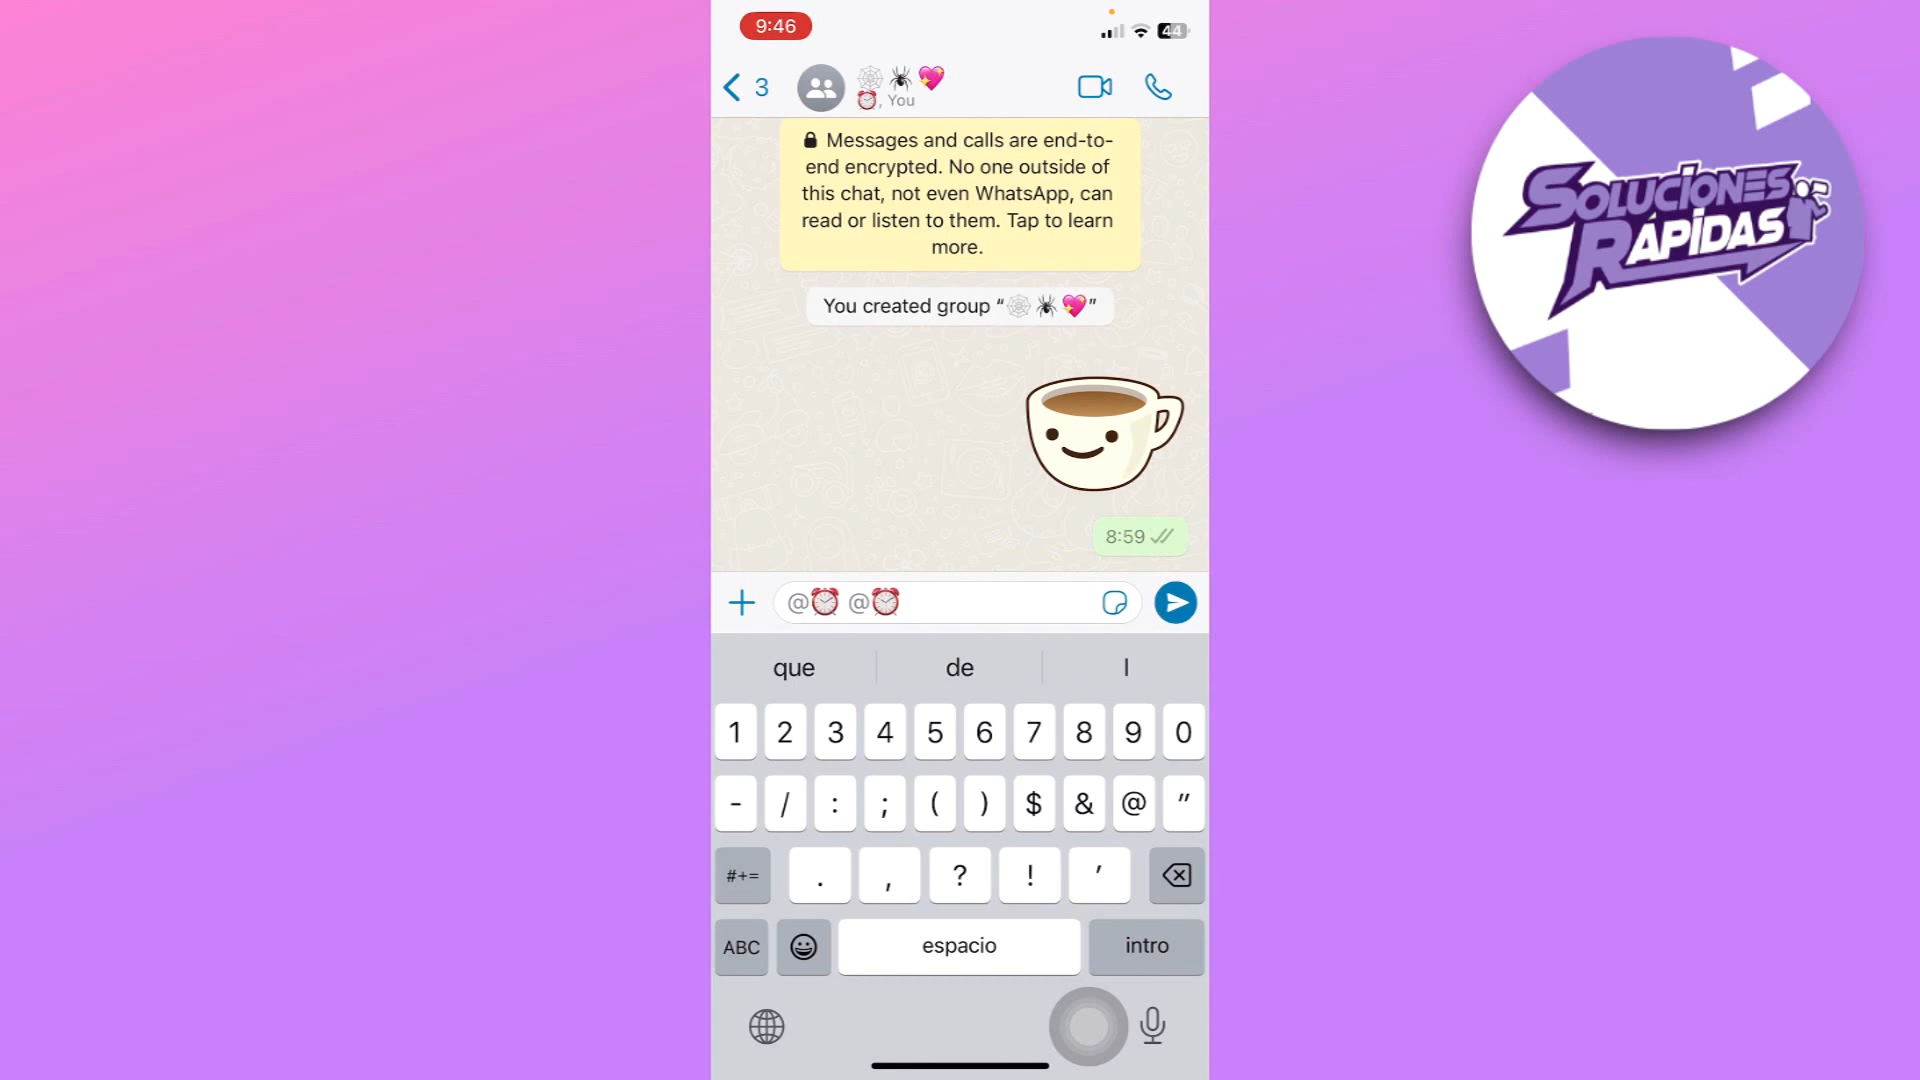 9:46
44
3
🕸🕷💖
⏰, You
🔒 Messages and calls are end-to-
end encrypted. No one outside of
this chat, not even WhatsApp, can
read or listen to them. Tap to learn
more.
You created group “🕸🕷💖”
8:59
@⏰ @⏰
que de I
1 2 3 4 5 6 7 8 9 0
- / : ; ( ) $ & @ "
#+= . , ? ! '
ABC espacio intro
SOLUCIONES
RÁPIDAS